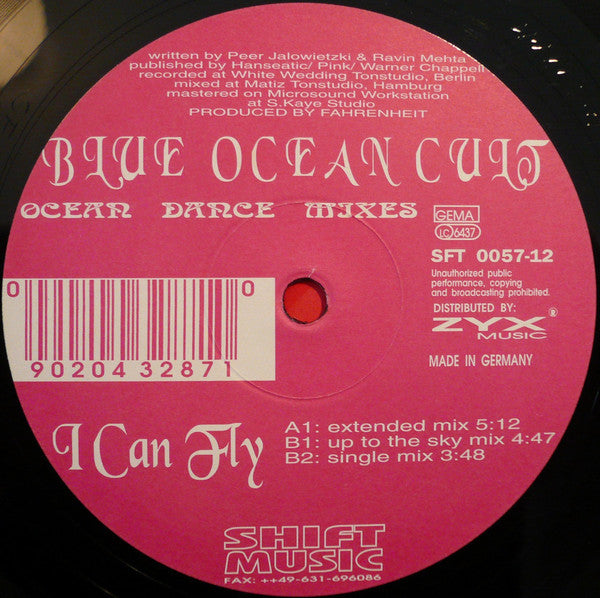 written by Peer Jalowietzki & Ravin Mehta
published by Hanseatic/ Pink/ Warner Chappell
recorded at White Wedding Tonstudio, Berlin
mixed at Matiz Tonstudio, Hamburg
mastered on Microsound Workstation
at S.Kaye Studio
PRODUCED BY FAHRENHEIT
BLUE OCEAN CULT
OCEAN DANCE MIXES
GEMA
LC 6437
SFT 0057-12
Unauthorized public
performance, copying
and broadcasting prohibited.
DISTRIBUTED BY:
ZYX®
MUSIC
MADE IN GERMANY
0 90204 32871 0
I Can Fly
A1: extended mix 5:12
B1: up to the sky mix 4:47
B2: single mix 3:48
SHIFT
MUSIC
FAX: ++49-631-696086